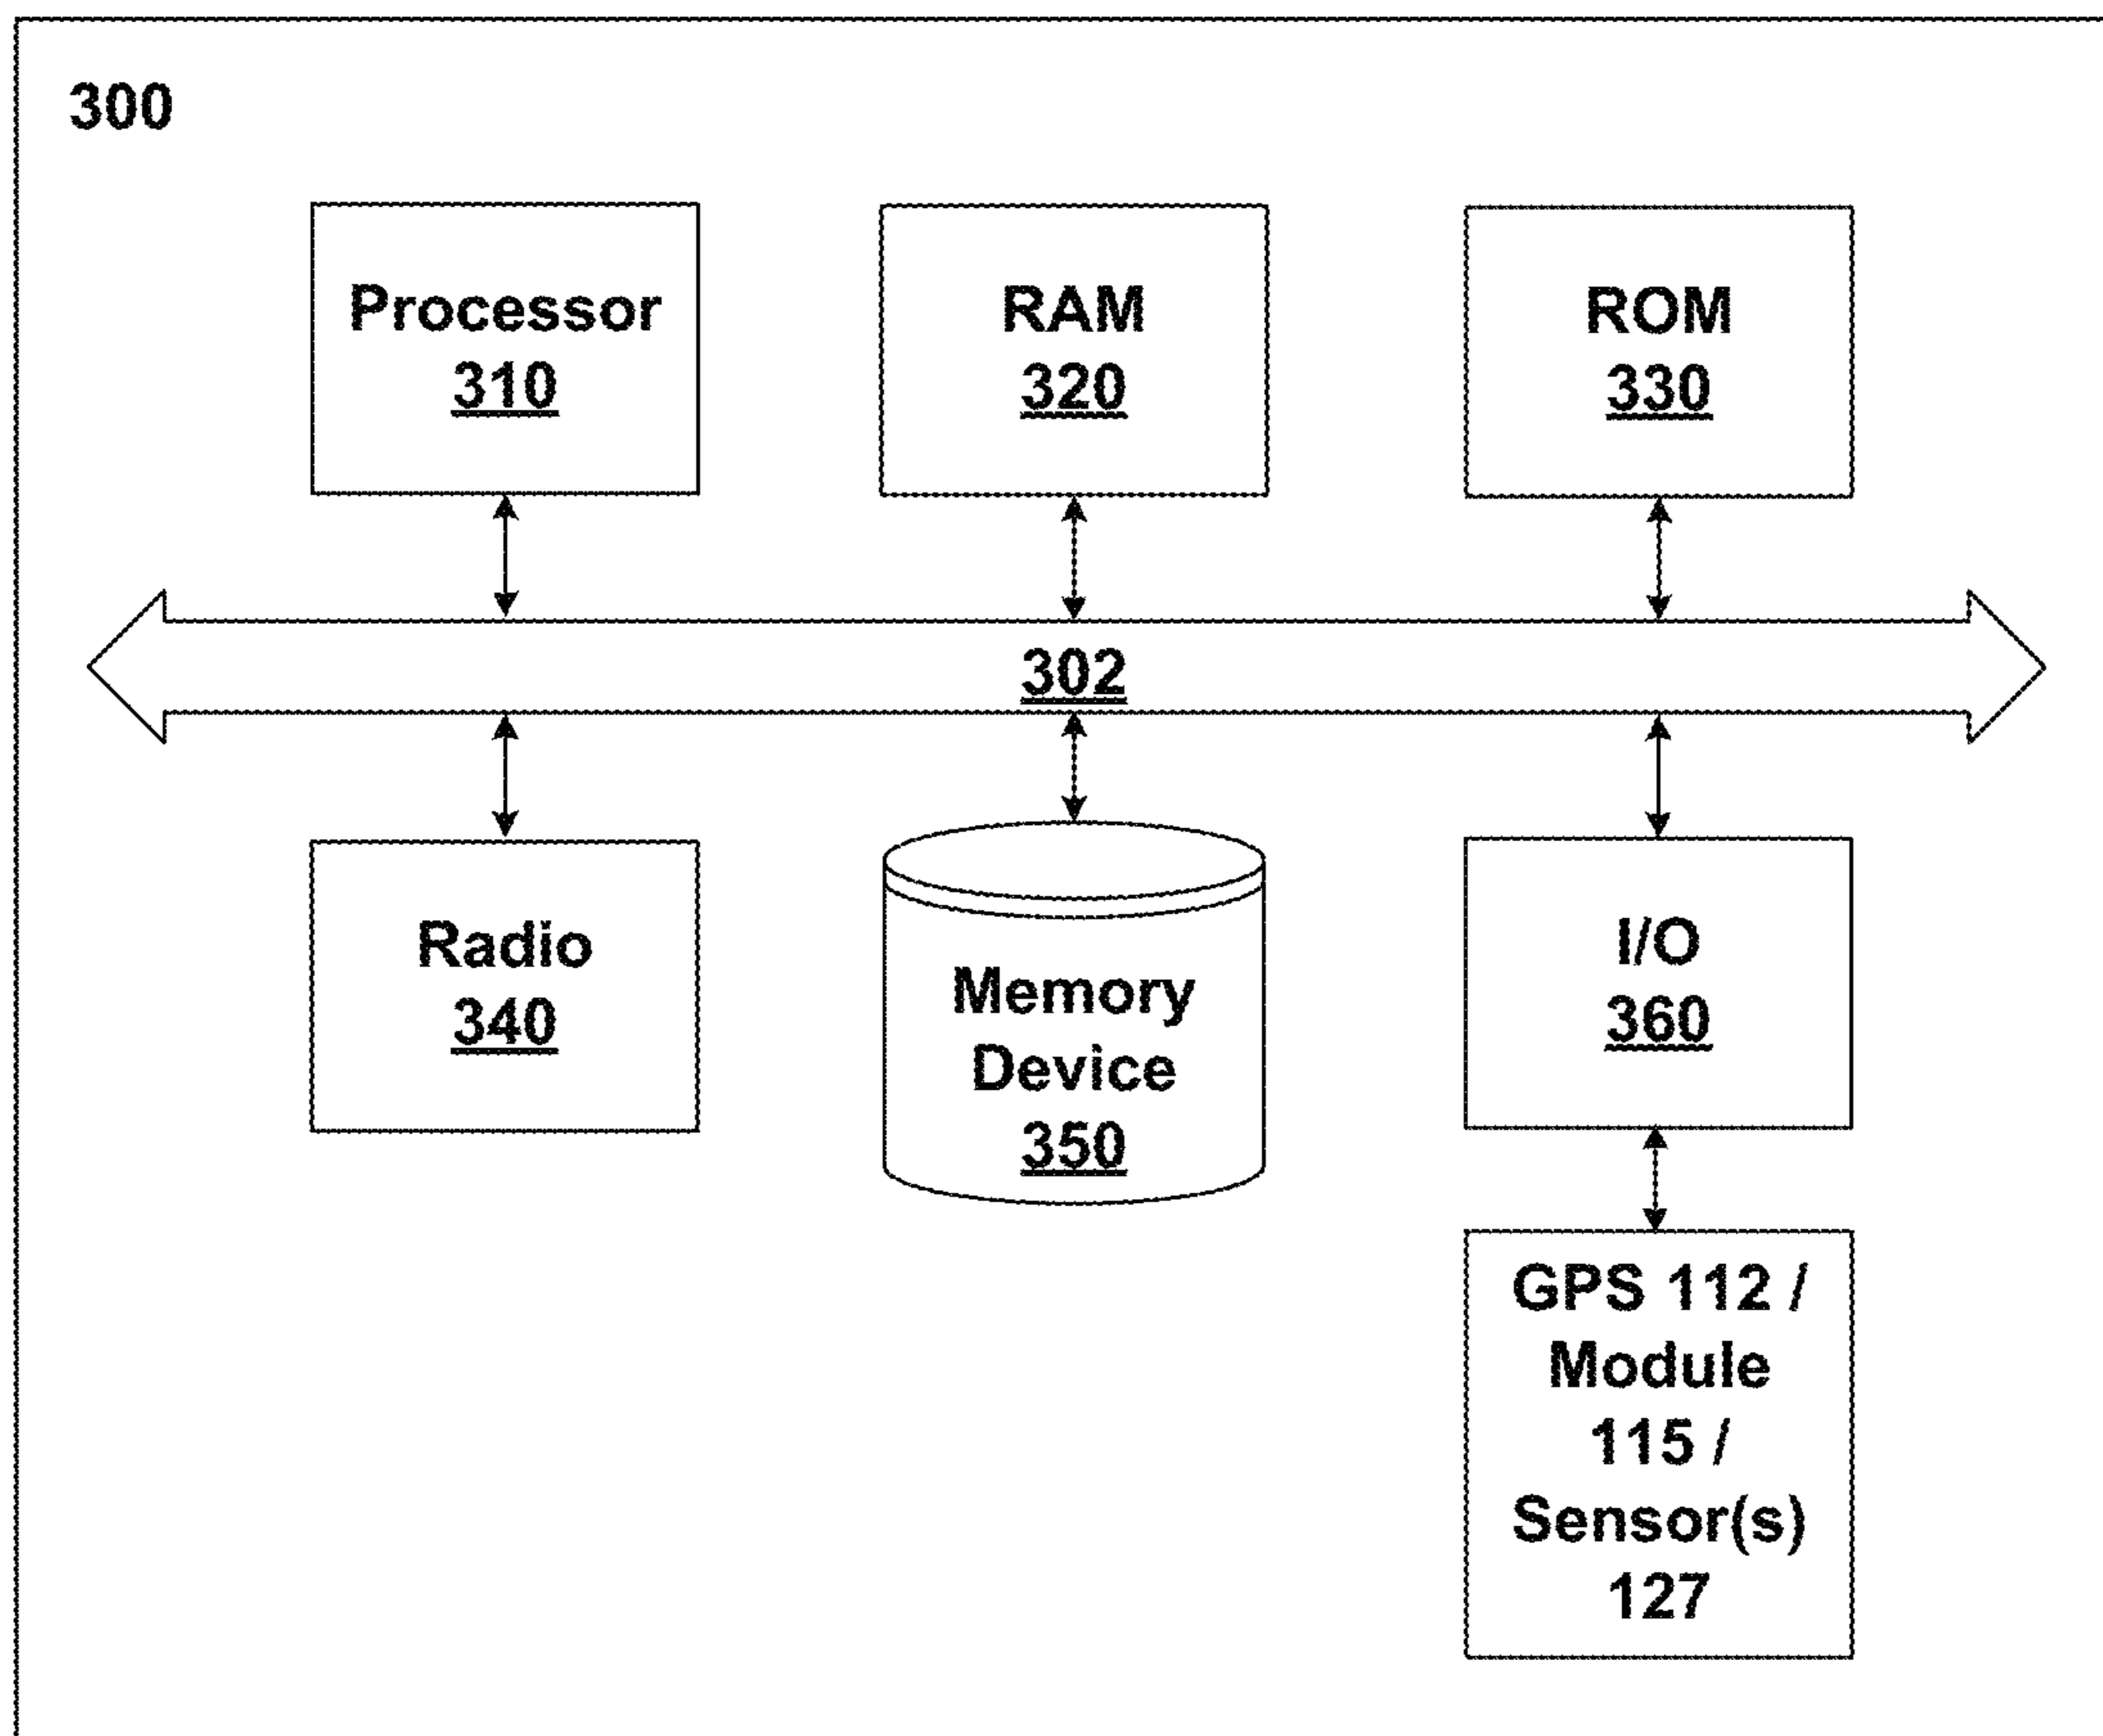 300
Processor
310
RAM
320
ROM
330
302
Radio
340
Memory
Device
350
I/O
360
GPS 112 /
Module
115 /
Sensor(s)
127